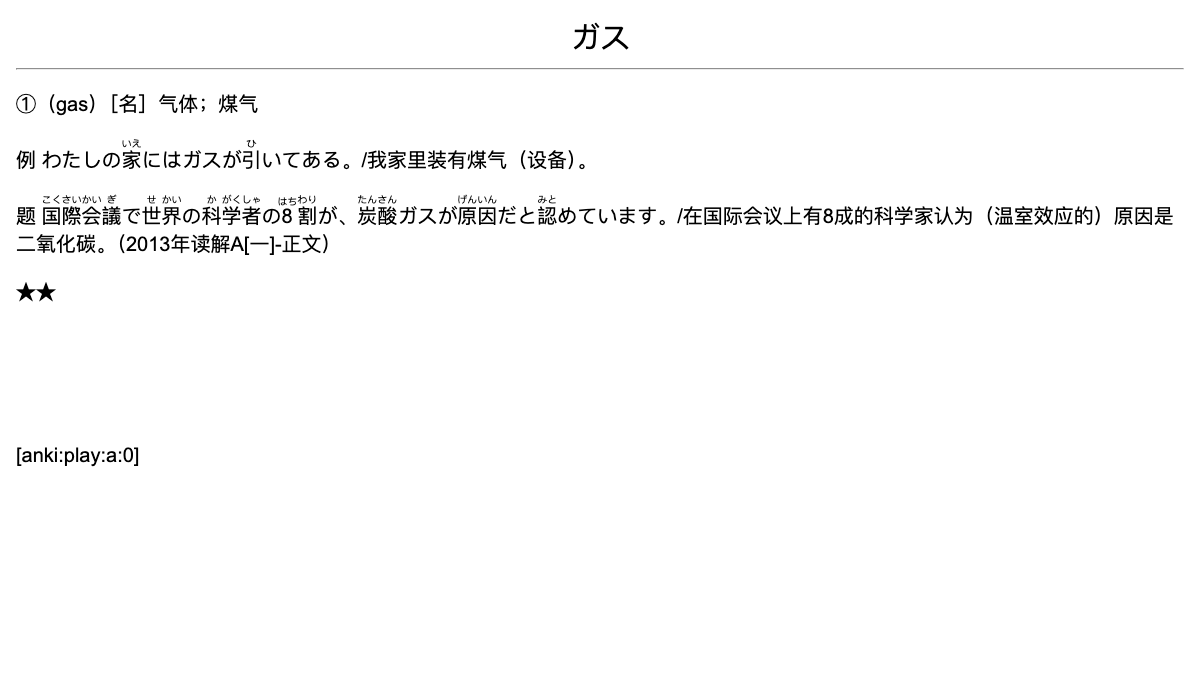 ガス
①（gas）［名］气体；煤气
いえ ひ
例 わたしの家にはガスが引いてある。/我家里装有煤气（设备）。
こくさいかい ぎ せ かい か がくしゃ はちわり たんさん げんいん みと
题 国際会議で世界の科学者の8割が、炭酸ガスが原因だと認めています。/在国际会议上有8成的科学家认为（温室效应的）原因是
二氧化碳。（2013年读解A[一]-正文）
★★
[anki:play:a:0]